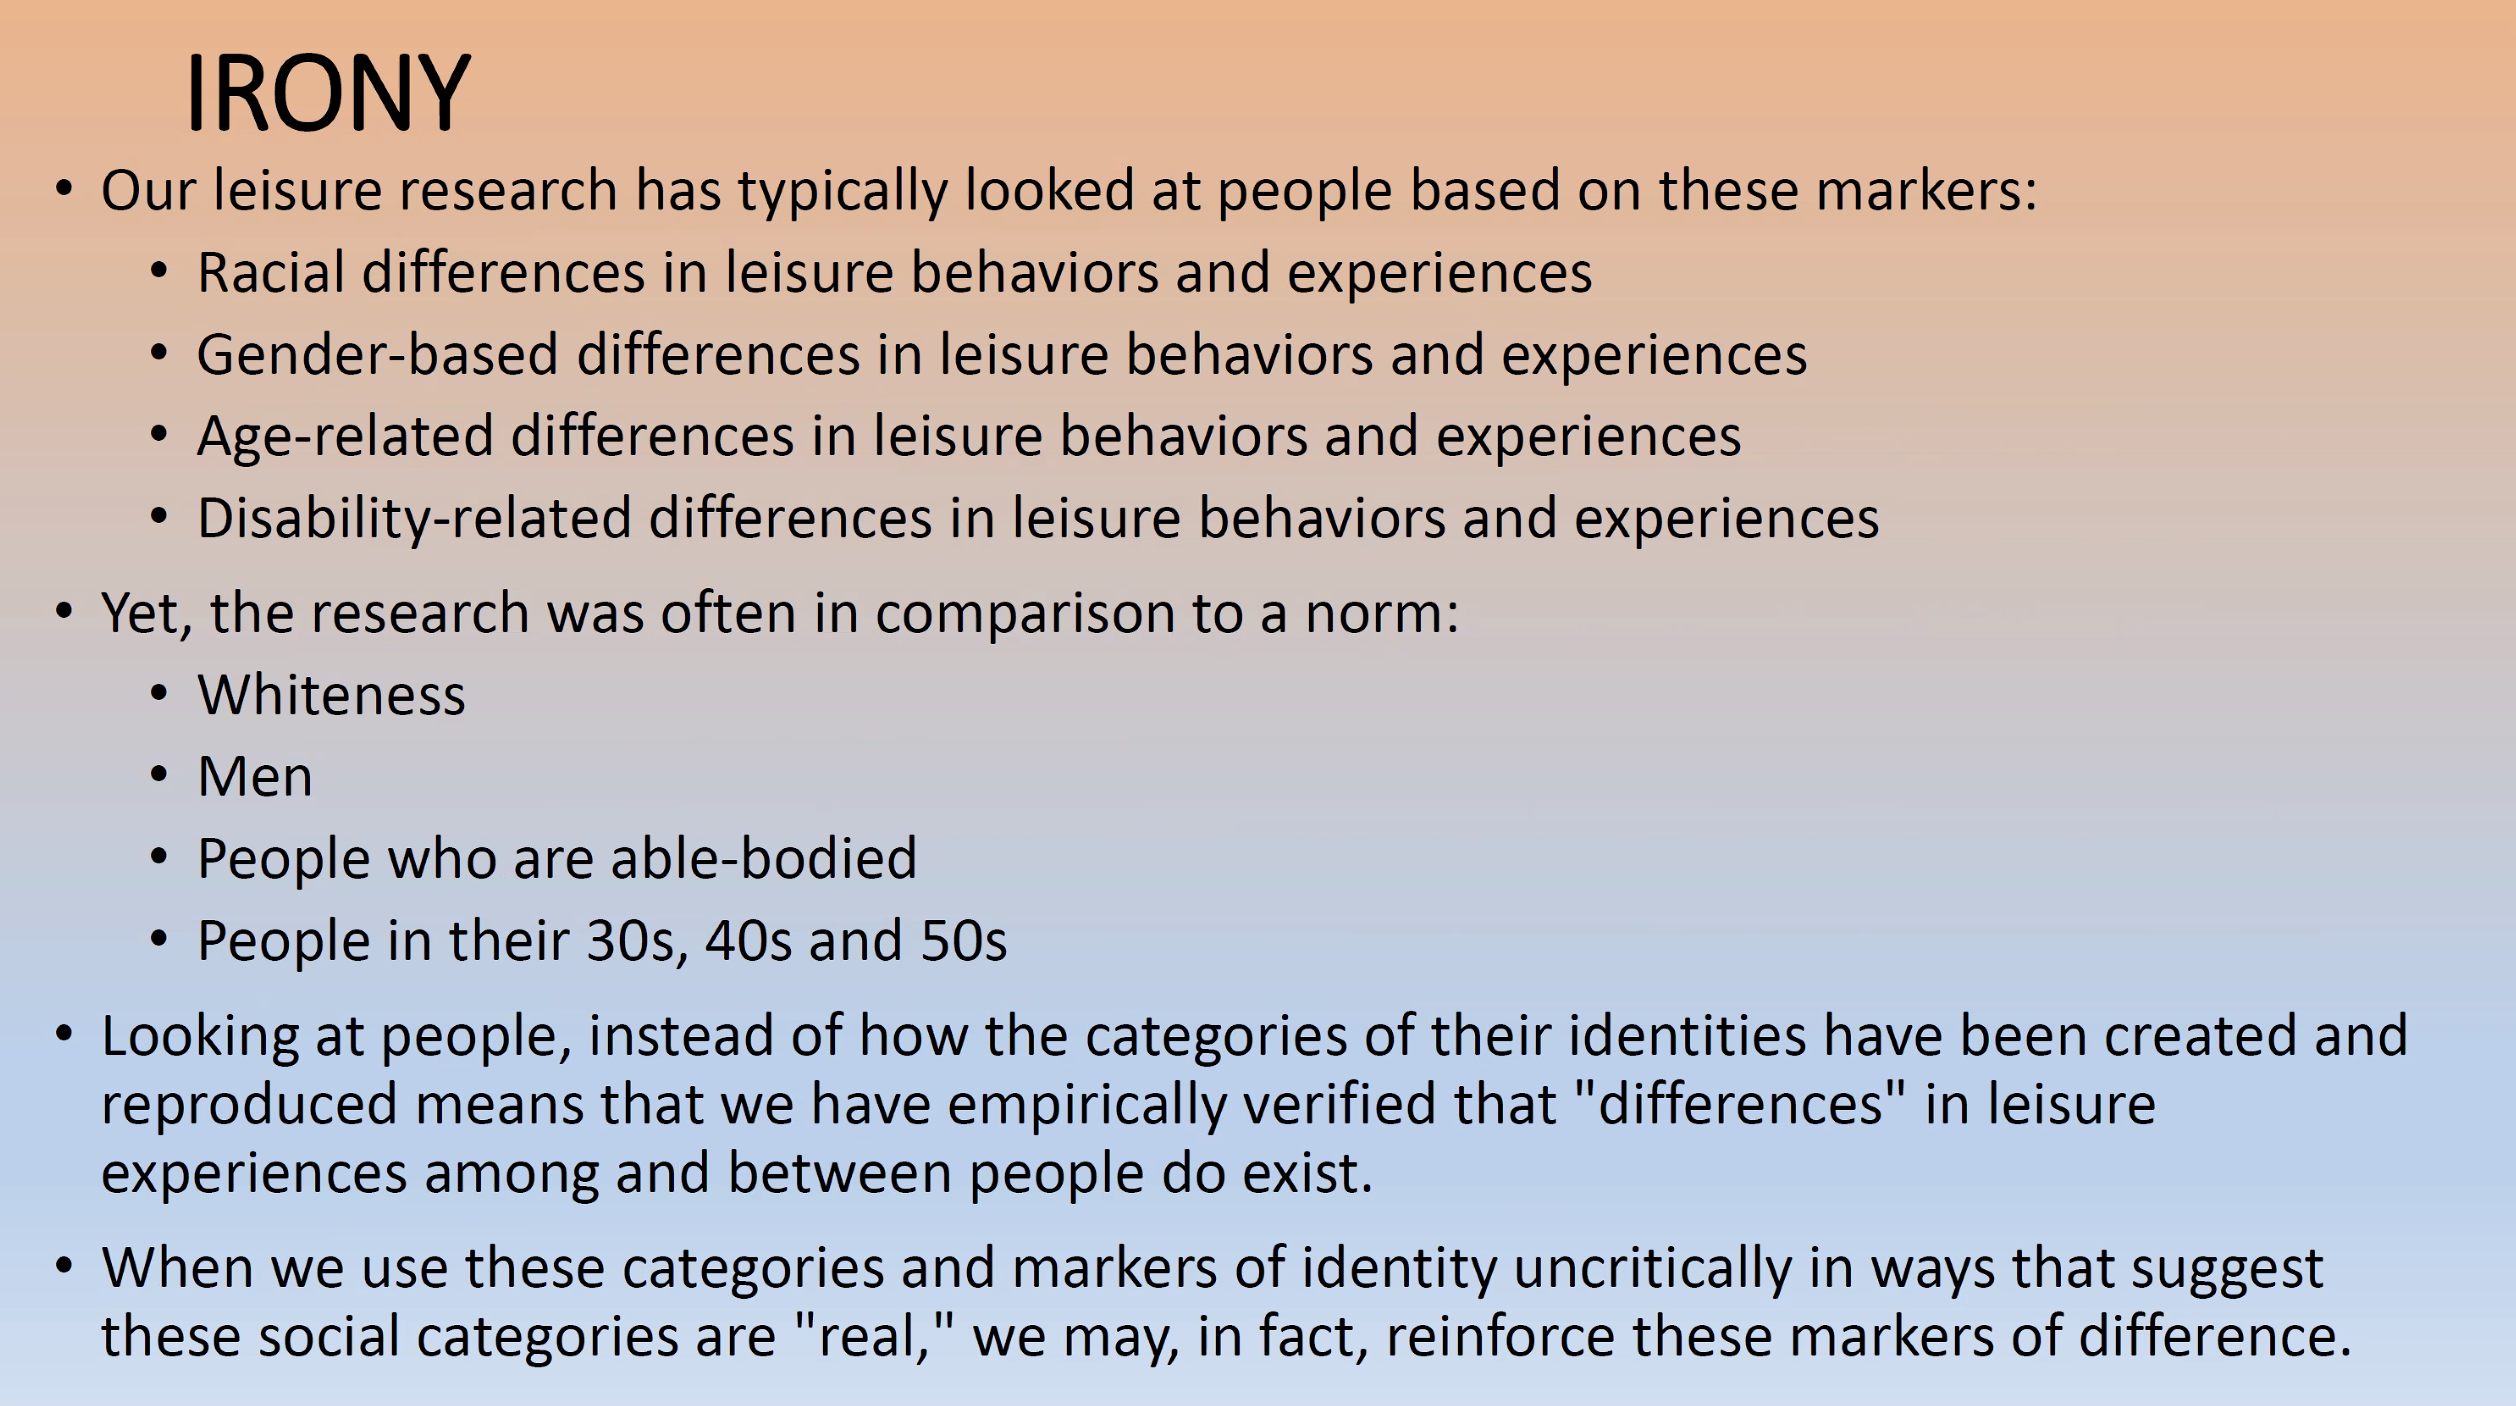 IRONY
• Our leisure research has typically looked at people based on these markers:
• Racial differences in leisure behaviors and experiences
• Gender-based differences in leisure behaviors and experiences
• Age-related differences in leisure behaviors and experiences
• Disability-related differences in leisure behaviors and experiences
• Yet, the research was often in comparison to a norm:
• Whiteness
• Men
• People who are able-bodied
• People in their 30s, 40s and 50s
• Looking at people, instead of how the categories of their identities have been created and
reproduced means that we have empirically verified that "differences" in leisure
experiences among and between people do exist.
• When we use these categories and markers of identity uncritically in ways that suggest
these social categories are "real," we may, in fact, reinforce these markers of difference.